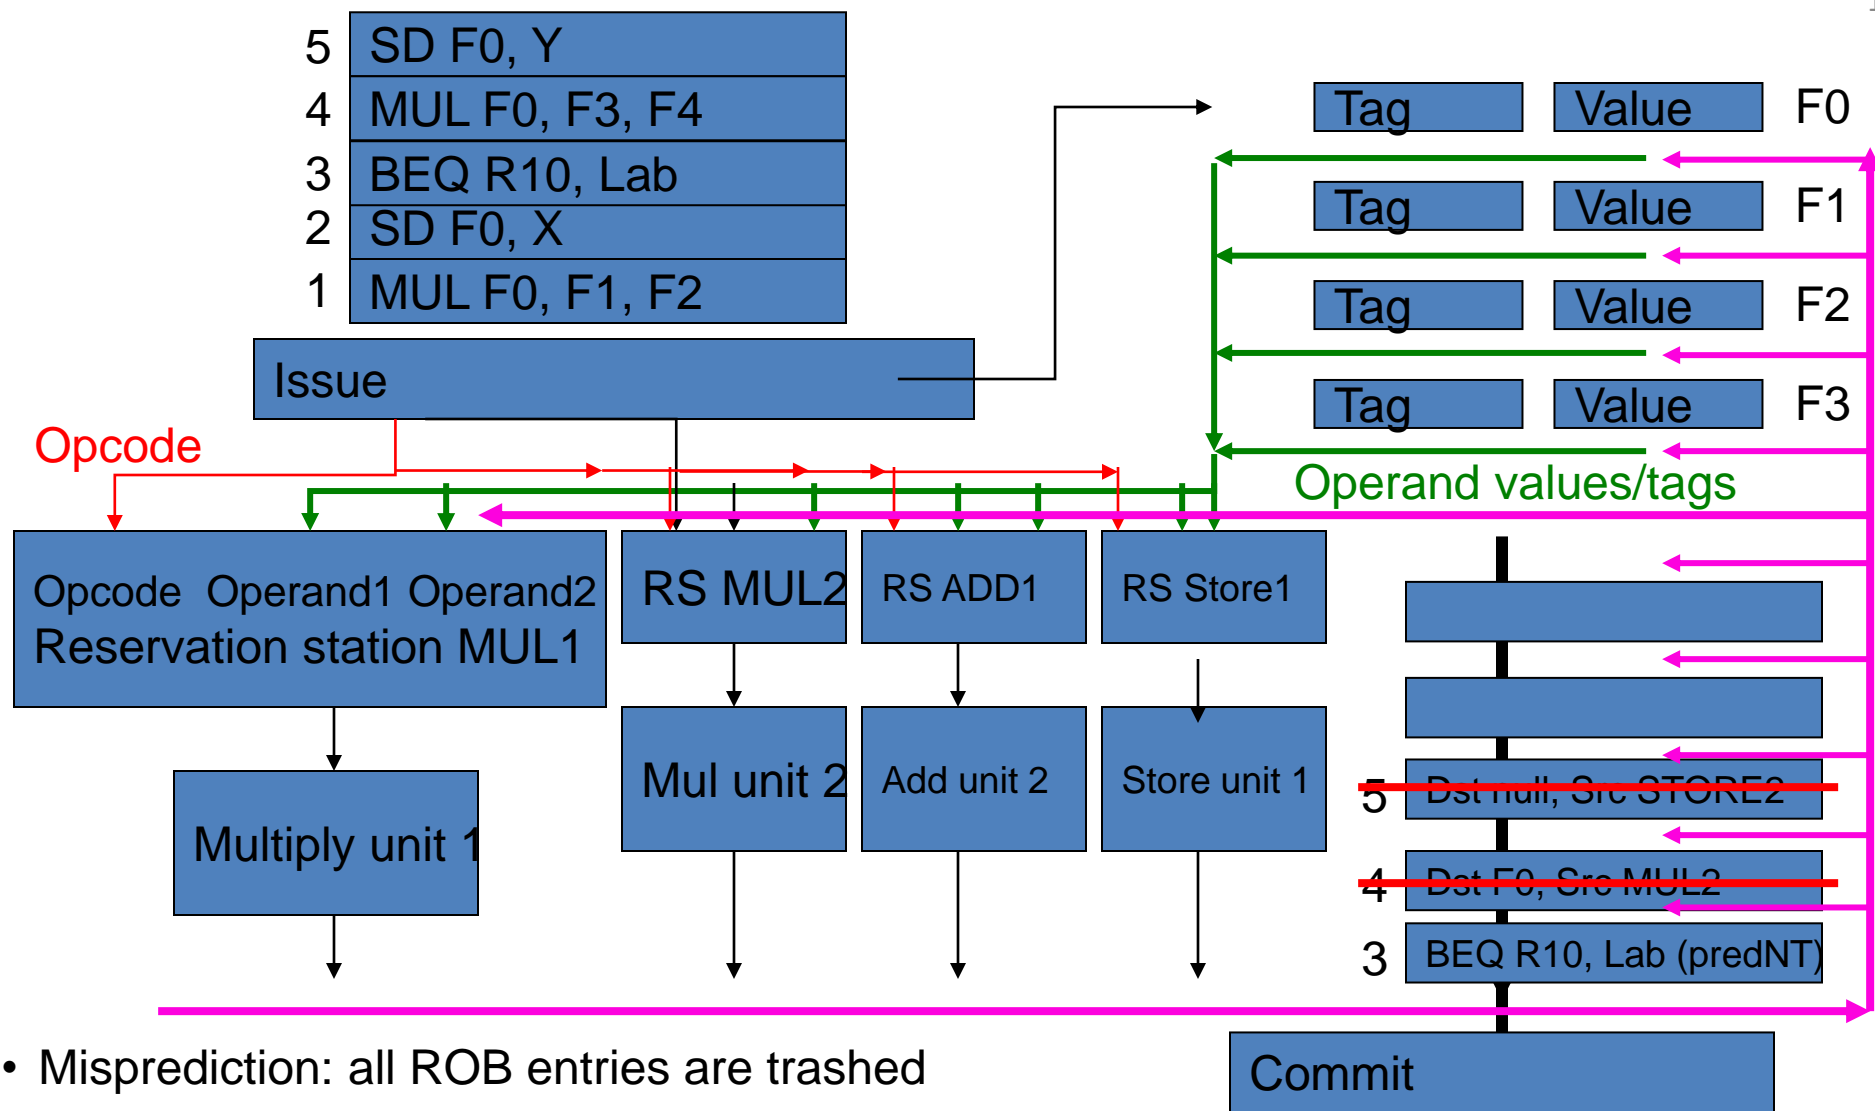 5 SD F0, Y
4 MUL F0, F3, F4
3 BEQ R10, Lab
2 SD F0, X
1 MUL F0, F1, F2
Issue
Tag Value F0
Tag Value F1
Tag Value F2
Tag Value F3
Opcode
Operand values/tags
Opcode Operand1 Operand2
Reservation station MUL1
RS MUL2
RS ADD1
RS Store1
Multiply unit 1
Mul unit 2
Add unit 2
Store unit 1
5 Dst null, Src STORE2
4 Dst F0, Src MUL2
3 BEQ R10, Lab (predNT)
Commit
• Misprediction: all ROB entries are trashed